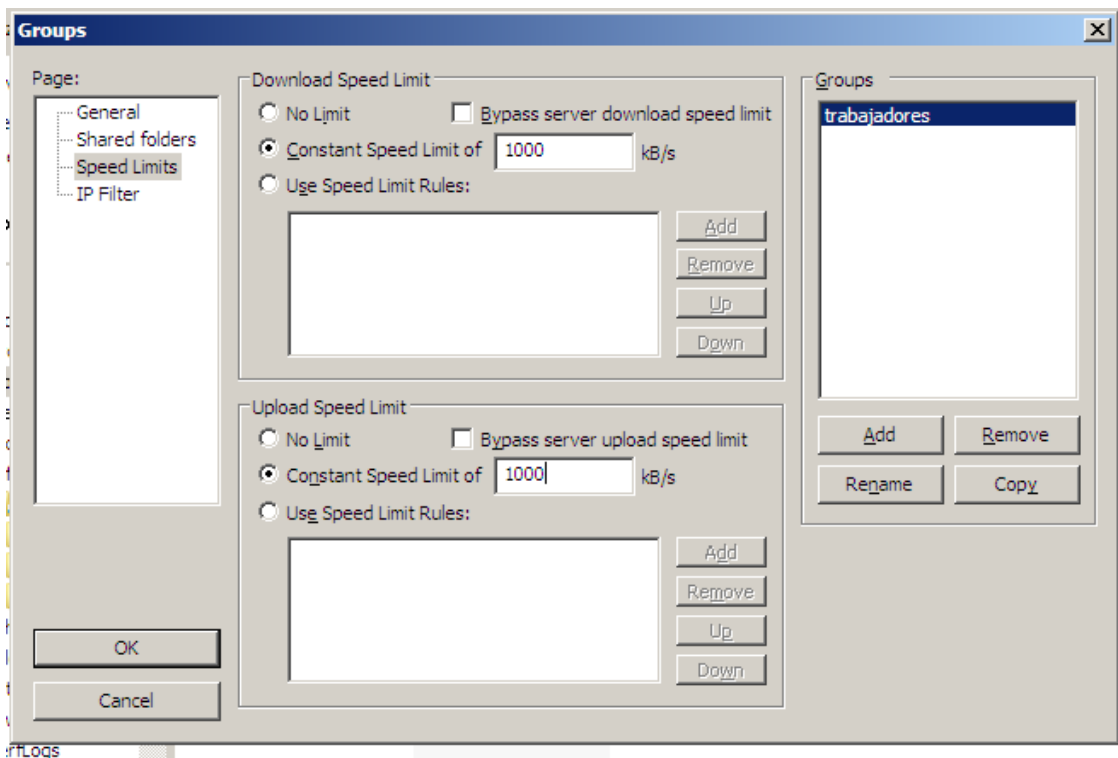 Groups
Page:
General
Shared folders
Speed Limits
IP Filter
OK
Cancel
Download Speed Limit
No Limit
Bypass server download speed limit
Constant Speed Limit of 1000 kB/s
Use Speed Limit Rules:
Add
Remove
Up
Down
Upload Speed Limit
No Limit
Bypass server upload speed limit
Constant Speed Limit of 1000 kB/s
Use Speed Limit Rules:
Add
Remove
Up
Down
Groups
trabajadores
Add Remove
Rename Copy
erfLogs